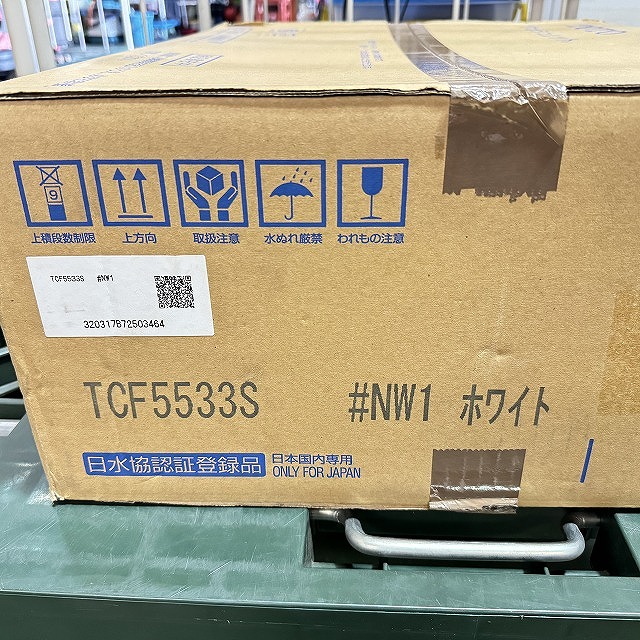 9
上積段数制限
上方向
取扱注意
水ぬれ厳禁
われもの注意
TCF5533S #NW1
320317B72503464
TCF5533S #NW1 ホワイト
日水協認証登録品
日本国内専用
ONLY FOR JAPAN